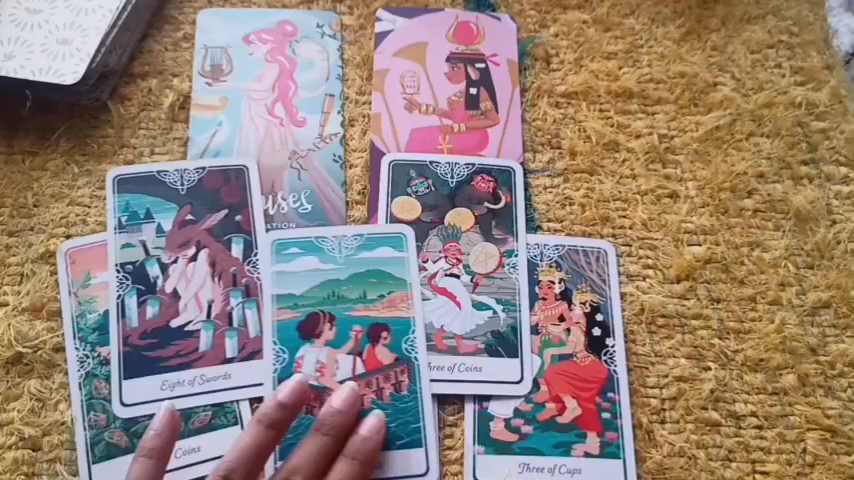 uses
ATION
Eight of Swords
Three of Coins
Coins
Three of Cups